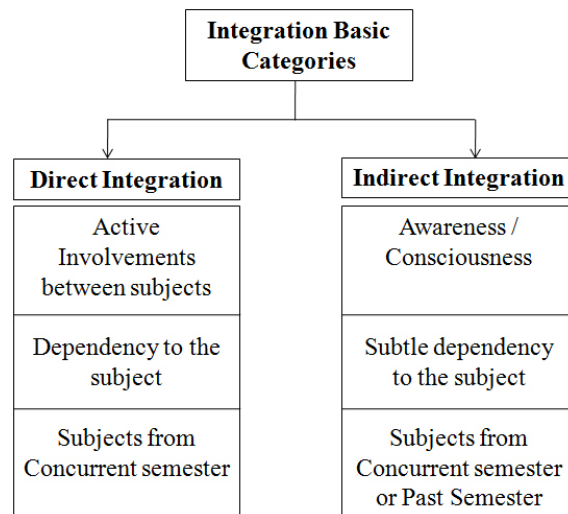 Integration Basic
Categories
Direct Integration
Active
Involvements
between subjects
Dependency to the
subject
Subjects from
Concurrent semester
Indirect Integration
Awareness /
Consciousness
Subtle dependency
to the subject
Subjects from
Concurrent semester
or Past Semester